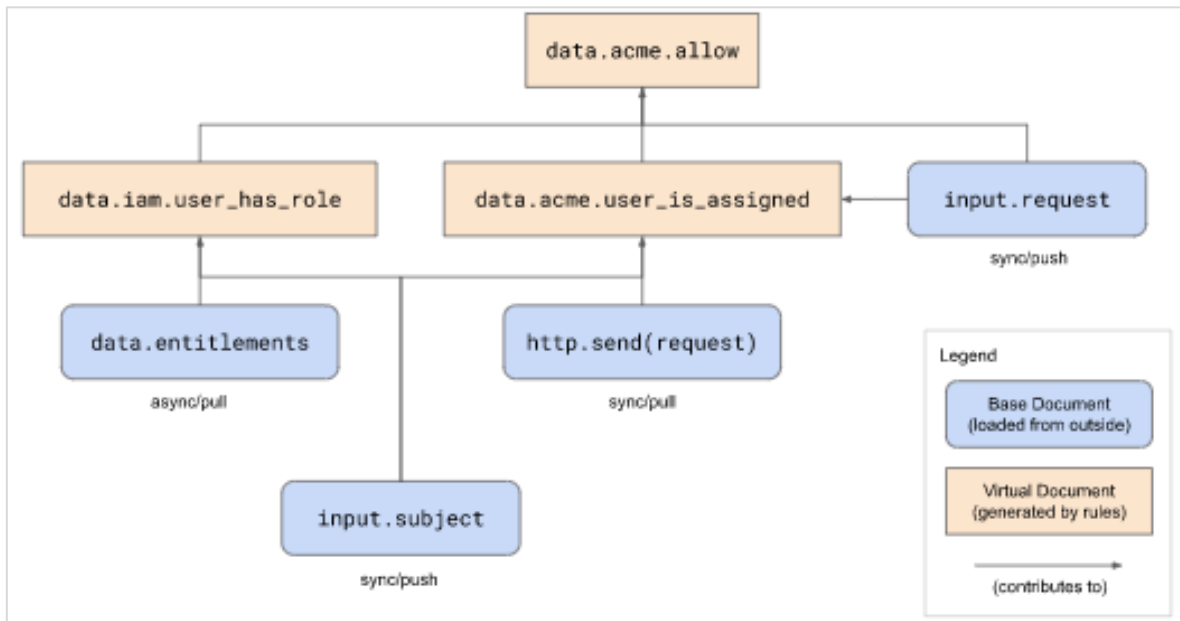 data.acme.allow
data.iam.user_has_role
data.acme.user_is_assigned
input.request
sync/push
data.entitlements
http.send(request)
async/pull
sync/pull
input.subject
sync/push
Legend
Base Document
(loaded from outside)
Virtual Document
(generated by rules)
(contributes to)